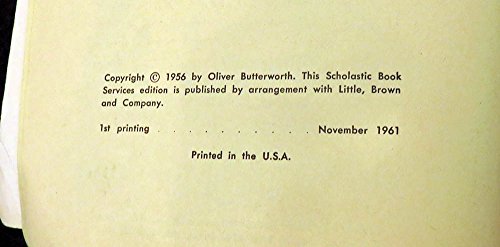 Copyright © 1956 by Oliver Butterworth. This Scholastic Book
Services edition is published by arrangement with Little, Brown
and Company.
1st printing . . . . . . . . . . November 1961
Printed in the U.S.A.